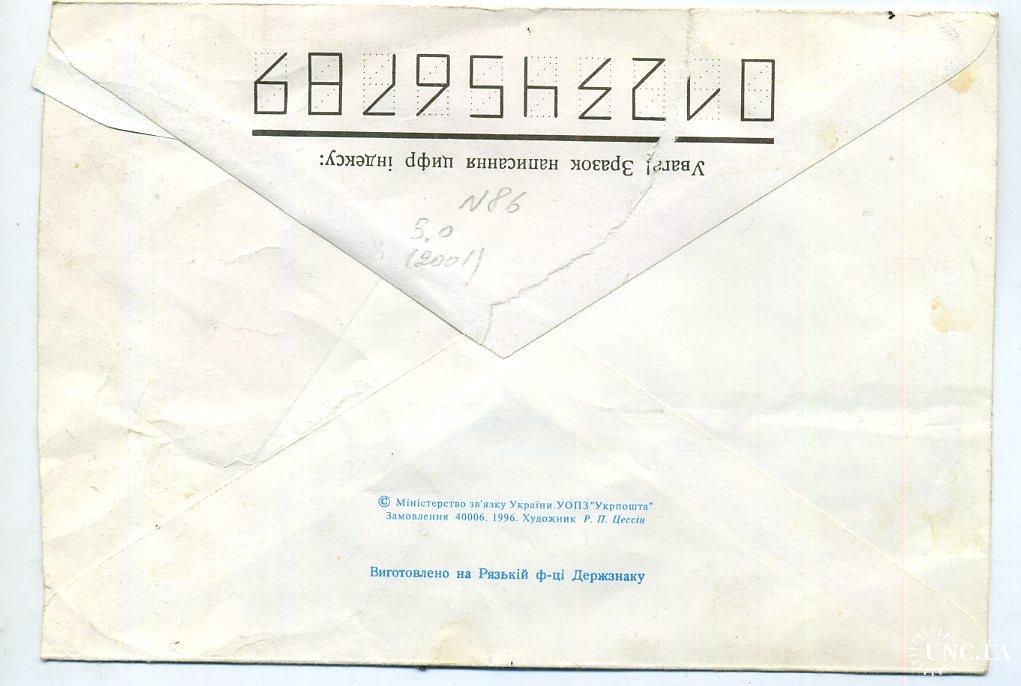 Увага! Зразок написання цифр індексу:
0123456789
N86
3,0
(2001)
© Міністерство зв'язку України. УОПЗ "Укрпошта"
Замовлення 40006. 1996. Художник Р. П. Цессін
Виготовлено на Рязькій ф-ці Держзнаку
UNC.UA